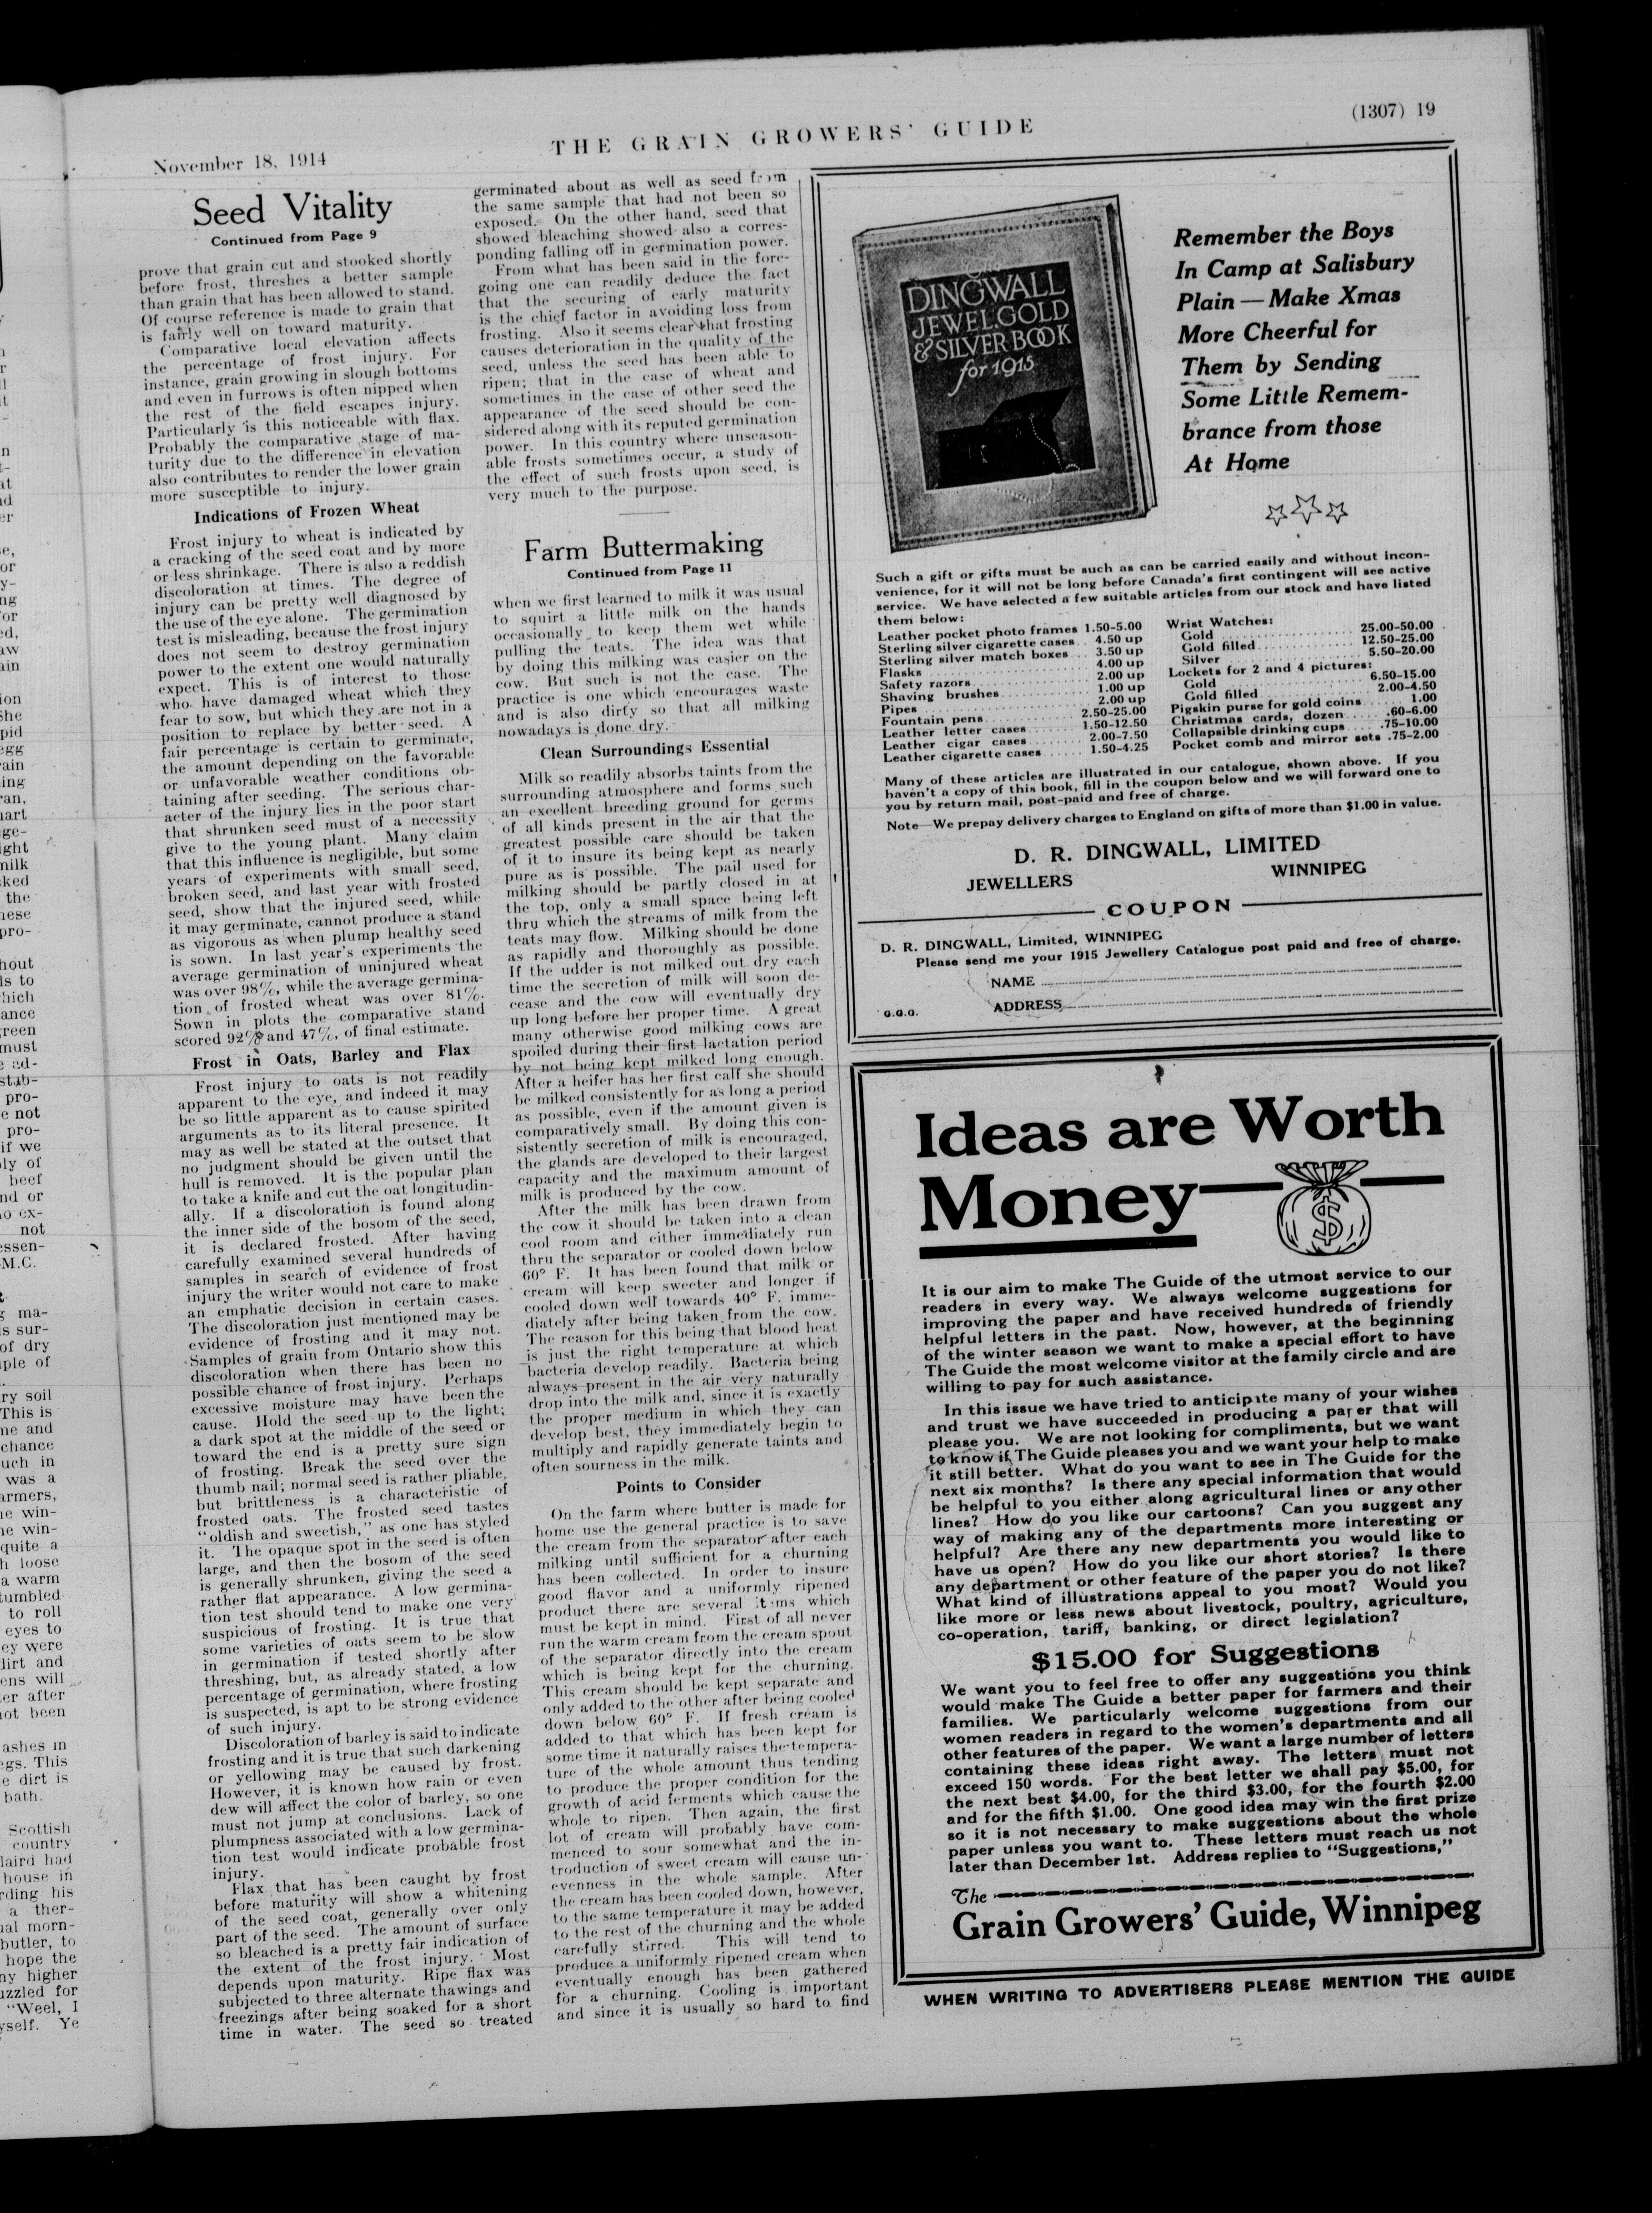 November 18, 1914
THE GRAIN GROWERS' GUIDE
(1307) 19
Seed Vitality
Continued from Page 9
prove that grain cut and stooked shortly
before frost, threshes a better sample
than grain that has been allowed to stand.
Of course reference is made to grain that
is fairly well on toward maturity.
Comparative local elevation affects
the percentage of frost injury. For
instance, grain growing in slough bottoms
and even in furrows is often nipped when
the rest of the field escapes injury.
Particularly is this noticeable with flax.
Probably the comparative stage of ma-
turity due to the difference in elevation
also contributes to render the lower grain
more susceptible to injury.
Indications of Frozen Wheat
Frost injury to wheat is indicated by
a cracking of the seed coat and by more
or less shrinkage. There is also a reddish
discoloration at times. The degree of
injury can be pretty well diagnosed by
the use of the eye alone. The germination
test is misleading, because the frost injury
does not seem to destroy germination
power to the extent one would naturally
expect. This is of interest to those
who have damaged wheat which they
fear to sow, but which they are not in a
position to replace by better seed. A
fair percentage is certain to germinate,
the amount depending on the favorable
or unfavorable weather conditions ob-
taining after seeding. The serious char-
acter of the injury lies in the poor start
that shrunken seed must of a necessity
give to the young plant. Many claim
that this influence is negligible, but some
years of experiments with small seed,
broken seed, and last year with frosted
seed, show that the injured seed, while
it may germinate, cannot produce a stand
as vigorous as when plump healthy seed
is sown. In last year's experiments the
average germination of uninjured wheat
was over 98%, while the average germina-
tion of frosted wheat was over 81%.
Sown in plots the comparative stand
scored 92% and 47%, of final estimate.
Frost in Oats, Barley and Flax
Frost injury to oats is not readily
apparent to the eye, and indeed it may
be so little apparent as to cause spirited
arguments as to its literal presence. It
may as well be stated at the outset that
no judgment should be given until the
hull is removed. It is the popular plan
to take a knife and cut the oat longitudin-
ally. If a discoloration is found along
the inner side of the bosom of the seed,
it is declared frosted. After having
carefully examined several hundreds of
samples in search of evidence of frost
injury the writer would not care to make
an emphatic decision in certain cases.
The discoloration just mentioned may be
evidence of frosting and it may not.
Samples of grain from Ontario show this
discoloration when there has been no
possible chance of frost injury. Perhaps
excessive moisture may have been the
cause. Hold the seed up to the light;
a dark spot at the middle of the seed or
toward the end is a pretty sure sign
of frosting. Break the seed over the
thumb nail; normal seed is rather pliable,
but brittleness is a characteristic of
frosted oats. The frosted seed tastes
"oldish and sweetish," as one has styled
it. The opaque spot in the seed is often
large, and then the bosom of the seed
is generally shrunken, giving the seed a
rather flat appearance. A low germina-
tion test should tend to make one very
suspicious of frosting. It is true that
some varieties of oats seem to be slow
in germination if tested shortly after
threshing, but, as already stated, a low
percentage of germination, where frosting
is suspected, is apt to be strong evidence
of such injury.
Discoloration of barley is said to indicate
frosting and it is true that such darkening
or yellowing may be caused by frost.
However, it is known how rain or even
dew will affect the color of barley, so one
must not jump at conclusions. Lack of
plumpness associated with a low germina-
tion test would indicate probable frost
injury.
Flax that has been caught by frost
before maturity will show a whitening
of the seed coat, generally over only
part of the seed. The amount of surface
so bleached is a pretty fair indication of
the extent of the frost injury. Most
depends upon maturity. Ripe flax was
subjected to three alternate thawings and
freezings after being soaked for a short
time in water. The seed so treated
germinated about as well as seed from
the same sample that had not been so
exposed. On the other hand, seed that
showed bleaching showed also a corres-
ponding falling off in germination power.
From what has been said in the fore-
going one can readily deduce the fact
that the securing of early maturity
is the chief factor in avoiding loss from
frosting. Also it seems clear that frosting
causes deterioration in the quality of the
seed, unless the seed has been able to
ripen; that in the case of wheat and
sometimes in the case of other seed the
appearance of the seed should be con-
sidered along with its reputed germination
power. In this country where unseason-
able frosts sometimes occur, a study of
the effect of such frosts upon seed, is
very much to the purpose.
Farm Buttermaking
Continued from Page 11
when we first learned to milk it was usual
to squirt a little milk on the hands
occasionally to keep them wet while
pulling the teats. The idea was that
by doing this milking was easier on the
cow. But such is not the case. The
practice is one which encourages waste
and is also dirty so that all milking
nowadays is done dry.
Clean Surroundings Essential
Milk so readily absorbs taints from the
surrounding atmosphere and forms such
an excellent breeding ground for germs
of all kinds present in the air that the
greatest possible care should be taken
of it to insure its being kept as nearly
pure as is possible. The pail used for
milking should be partly closed in at
the top, only a small space being left
thru which the streams of milk from the
teats may flow. Milking should be done
as rapidly and thoroughly as possible.
If the udder is not milked out dry each
time the secretion of milk will soon de-
cease and the cow will eventually dry
up long before her proper time. A great
many otherwise good milking cows are
spoiled during their first lactation period
by not being kept milked long enough.
After a heifer has her first calf she should
be milked consistently for as long a period
as possible, even if the amount given is
comparatively small. By doing this con-
sistently secretion of milk is encouraged,
the glands are developed to their largest
capacity and the maximum amount of
milk is produced by the cow.
After the milk has been drawn from
the cow it should be taken into a clean
cool room and either immediately run
thru the separator or cooled down below
60° F. It has been found that milk or
cream will keep sweeter and longer if
cooled down well towards 40° F. imme-
diately after being taken from the cow.
The reason for this being that blood heat
is just the right temperature at which
bacteria develop readily. Bacteria being
always present in the air very naturally
drop into the milk and, since it is exactly
the proper medium in which they can
develop best, they immediately begin to
multiply and rapidly generate taints and
often sourness in the milk.
Points to Consider
On the farm where butter is made for
home use the general practice is to save
the cream from the separator after each
milking until sufficient for a churning
has been collected. In order to insure
good flavor and a uniformly ripened
product there are several items which
must be kept in mind. First of all never
run the warm cream from the cream spout
of the separator directly into the cream
which is being kept for the churning.
This cream should be kept separate and
only added to the other after being cooled
down below 60° F. If fresh cream is
added to that which has been kept for
some time it naturally raises the tempera-
ture of the whole amount thus tending
to produce the proper condition for the
growth of acid ferments which cause the
whole to ripen. Then again, the first
lot of cream will probably have com-
menced to sour somewhat and the in-
troduction of sweet cream will cause un-
evenness in the whole sample. After
the cream has been cooled down, however,
to the same temperature it may be added
to the rest of the churning and the whole
carefully stirred. This will tend to
produce a uniformly ripened cream when
eventually enough has been gathered
for a churning. Cooling is important
and since it is usually so hard to find
DINGWALL
JEWEL, GOLD
& SILVER BOOK
for 1915
Remember the Boys
In Camp at Salisbury
Plain — Make Xmas
More Cheerful for
Them by Sending
Some Little Remem-
brance from those
At Home
Such a gift or gifts must be such as can be carried easily and without incon-
venience, for it will not be long before Canada's first contingent will see active
service. We have selected a few suitable articles from our stock and have listed
them below:
Leather pocket photo frames 1.50-5.00
Sterling silver cigarette cases .. 4.50 up
Sterling silver match boxes ... 3.50 up
Flasks ........ 4.00 up
Safety razors ........ 2.00 up
Shaving brushes ........ 1.00 up
Pipes ........ 2.00 up
Fountain pens ........ 2.50-25.00
Leather letter cases ........ 1.50-12.50
Leather cigar cases ........ 2.00-7.50
Leather cigarette cases ...... 1.50-4.25
Wrist Watches:
Gold ........ 25.00-50.00
Gold filled ........ 12.50-25.00
Silver ........ 5.50-20.00
Lockets for 2 and 4 pictures:
Gold ........ 6.50-15.00
Gold filled ........ 2.00-4.50
Pigskin purse for gold coins ...... 1.00
Christmas cards, dozen ..... .60-6.00
Collapsible drinking cups ..... .75-10.00
Pocket comb and mirror sets .75-2.00
Many of these articles are illustrated in our catalogue, shown above. If you
haven't a copy of this book, fill in the coupon below and we will forward one to
you by return mail, post-paid and free of charge.
Note—We prepay delivery charges to England on gifts of more than $1.00 in value.
D. R. DINGWALL, LIMITED
JEWELLERS WINNIPEG
COUPON
D. R. DINGWALL, Limited, WINNIPEG
Please send me your 1915 Jewellery Catalogue post paid and free of charge.
NAME
ADDRESS
G.G.G.
Ideas are Worth
Money
$
It is our aim to make The Guide of the utmost service to our
readers in every way. We always welcome suggestions for
improving the paper and have received hundreds of friendly
helpful letters in the past. Now, however, at the beginning
of the winter season we want to make a special effort to have
The Guide the most welcome visitor at the family circle and are
willing to pay for such assistance.
In this issue we have tried to anticipate many of your wishes
and trust we have succeeded in producing a paper that will
please you. We are not looking for compliments, but we want
to know if The Guide pleases you and we want your help to make
it still better. What do you want to see in The Guide for the
next six months? Is there any special information that would
be helpful to you either along agricultural lines or any other
lines? How do you like our cartoons? Can you suggest any
way of making any of the departments more interesting or
helpful? Are there any new departments you would like to
have us open? How do you like our short stories? Is there
any department or other feature of the paper you do not like?
What kind of illustrations appeal to you most? Would you
like more or less news about livestock, poultry, agriculture,
co-operation, tariff, banking, or direct legislation?
$15.00 for Suggestions
We want you to feel free to offer any suggestions you think
would make The Guide a better paper for farmers and their
families. We particularly welcome suggestions from our
women readers in regard to the women's departments and all
other features of the paper. We want a large number of letters
containing these ideas right away. The letters must not
exceed 150 words. For the best letter we shall pay $5.00, for
the next best $4.00, for the third $3.00, for the fourth $2.00
and for the fifth $1.00. One good idea may win the first prize
so it is not necessary to make suggestions about the whole
paper unless you want to. These letters must reach us not
later than December 1st. Address replies to "Suggestions,"
The
Grain Growers' Guide, Winnipeg
WHEN WRITING TO ADVERTISERS PLEASE MENTION THE GUIDE